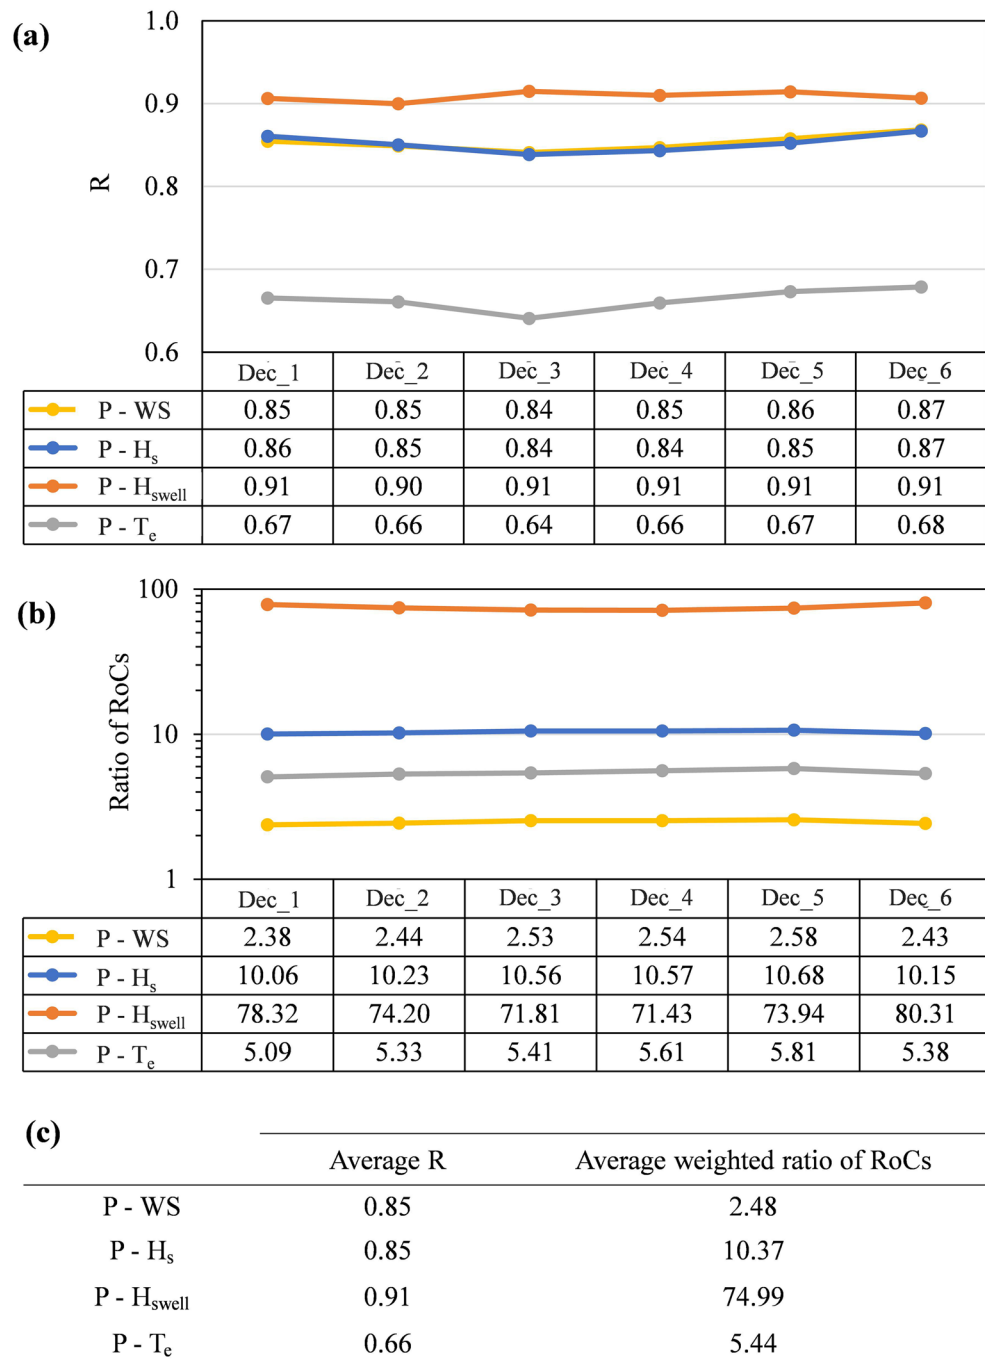 (a)
1.0
0.9
0.8
0.7
0.6
R
Dec_1 Dec_2 Dec_3 Dec_4 Dec_5 Dec_6
P - WS 0.85 0.85 0.84 0.85 0.86 0.87
P - Hs 0.86 0.85 0.84 0.84 0.85 0.87
P - Hswell 0.91 0.90 0.91 0.91 0.91 0.91
P - Te 0.67 0.66 0.64 0.66 0.67 0.68
(b)
100
10
1
Ratio of RoCs
Dec_1 Dec_2 Dec_3 Dec_4 Dec_5 Dec_6
P - WS 2.38 2.44 2.53 2.54 2.58 2.43
P - Hs 10.06 10.23 10.56 10.57 10.68 10.15
P - Hswell 78.32 74.20 71.81 71.43 73.94 80.31
P - Te 5.09 5.33 5.41 5.61 5.81 5.38
(c)
Average R Average weighted ratio of RoCs
P - WS 0.85 2.48
P - Hs 0.85 10.37
P - Hswell 0.91 74.99
P - Te 0.66 5.44